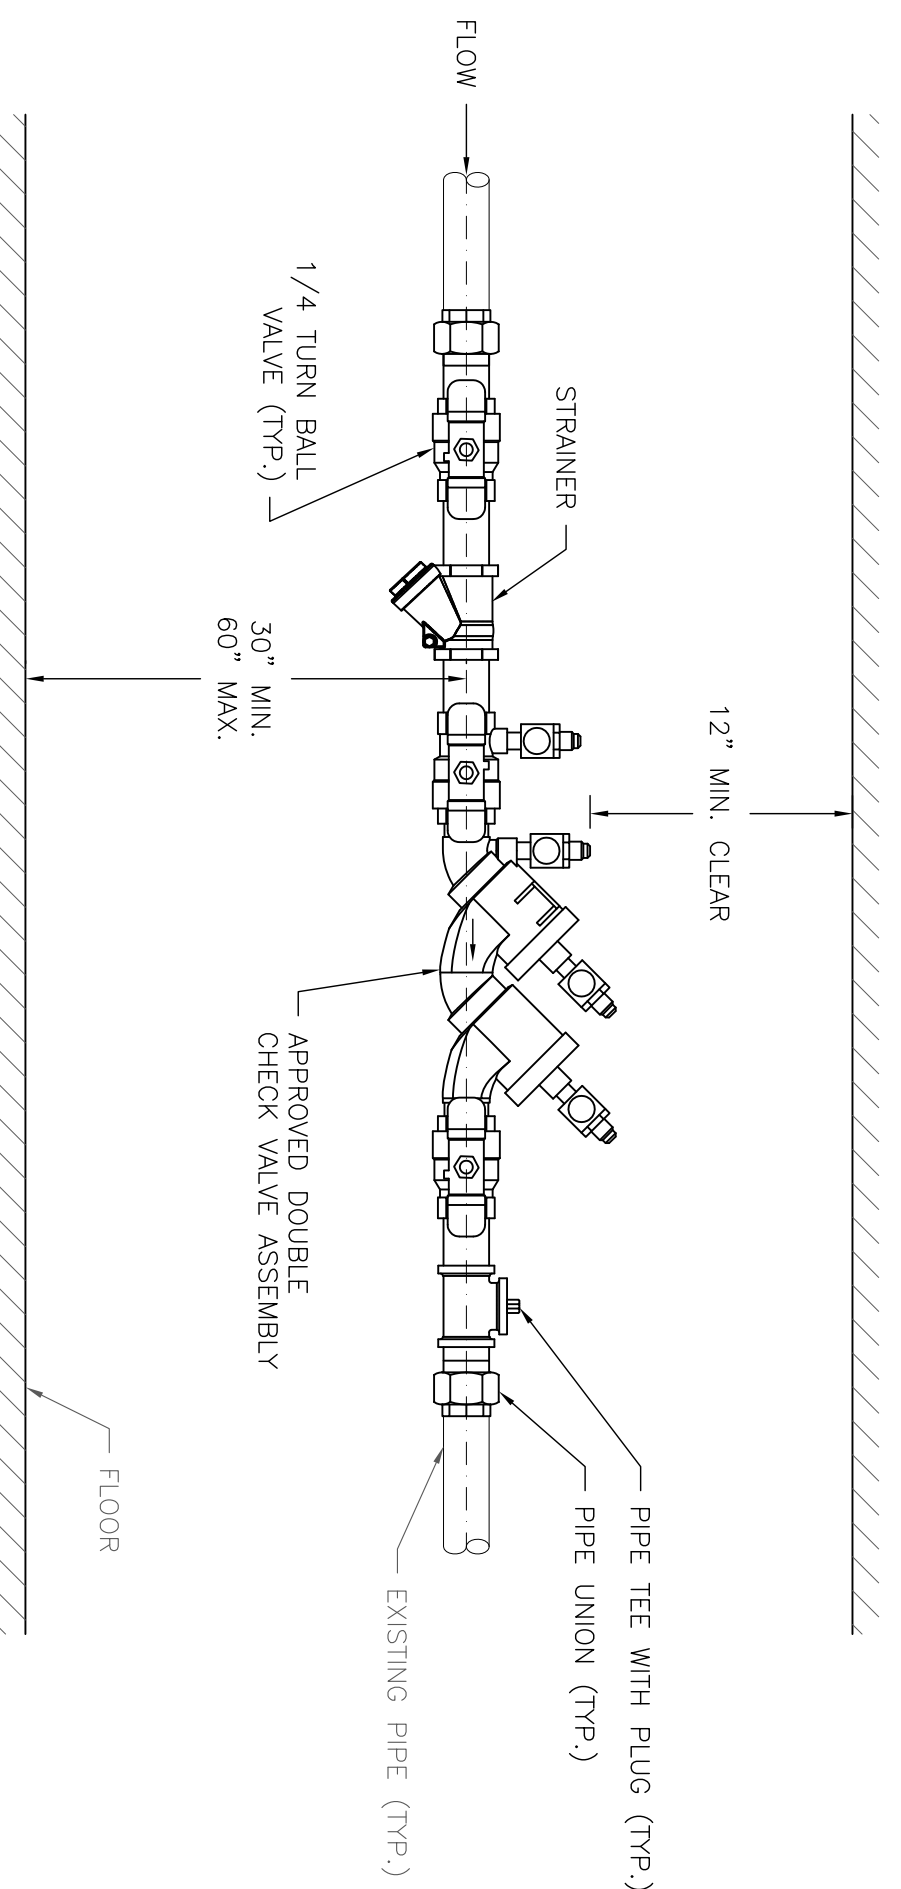 FLOW
1/4 TURN BALL
VALVE (TYP.)
STRAINER
30" MIN.
60" MAX.
12" MIN. CLEAR
APPROVED DOUBLE
CHECK VALVE ASSEMBLY
PIPE TEE WITH PLUG (TYP.)
PIPE UNION (TYP.)
EXISTING PIPE (TYP.)
FLOOR